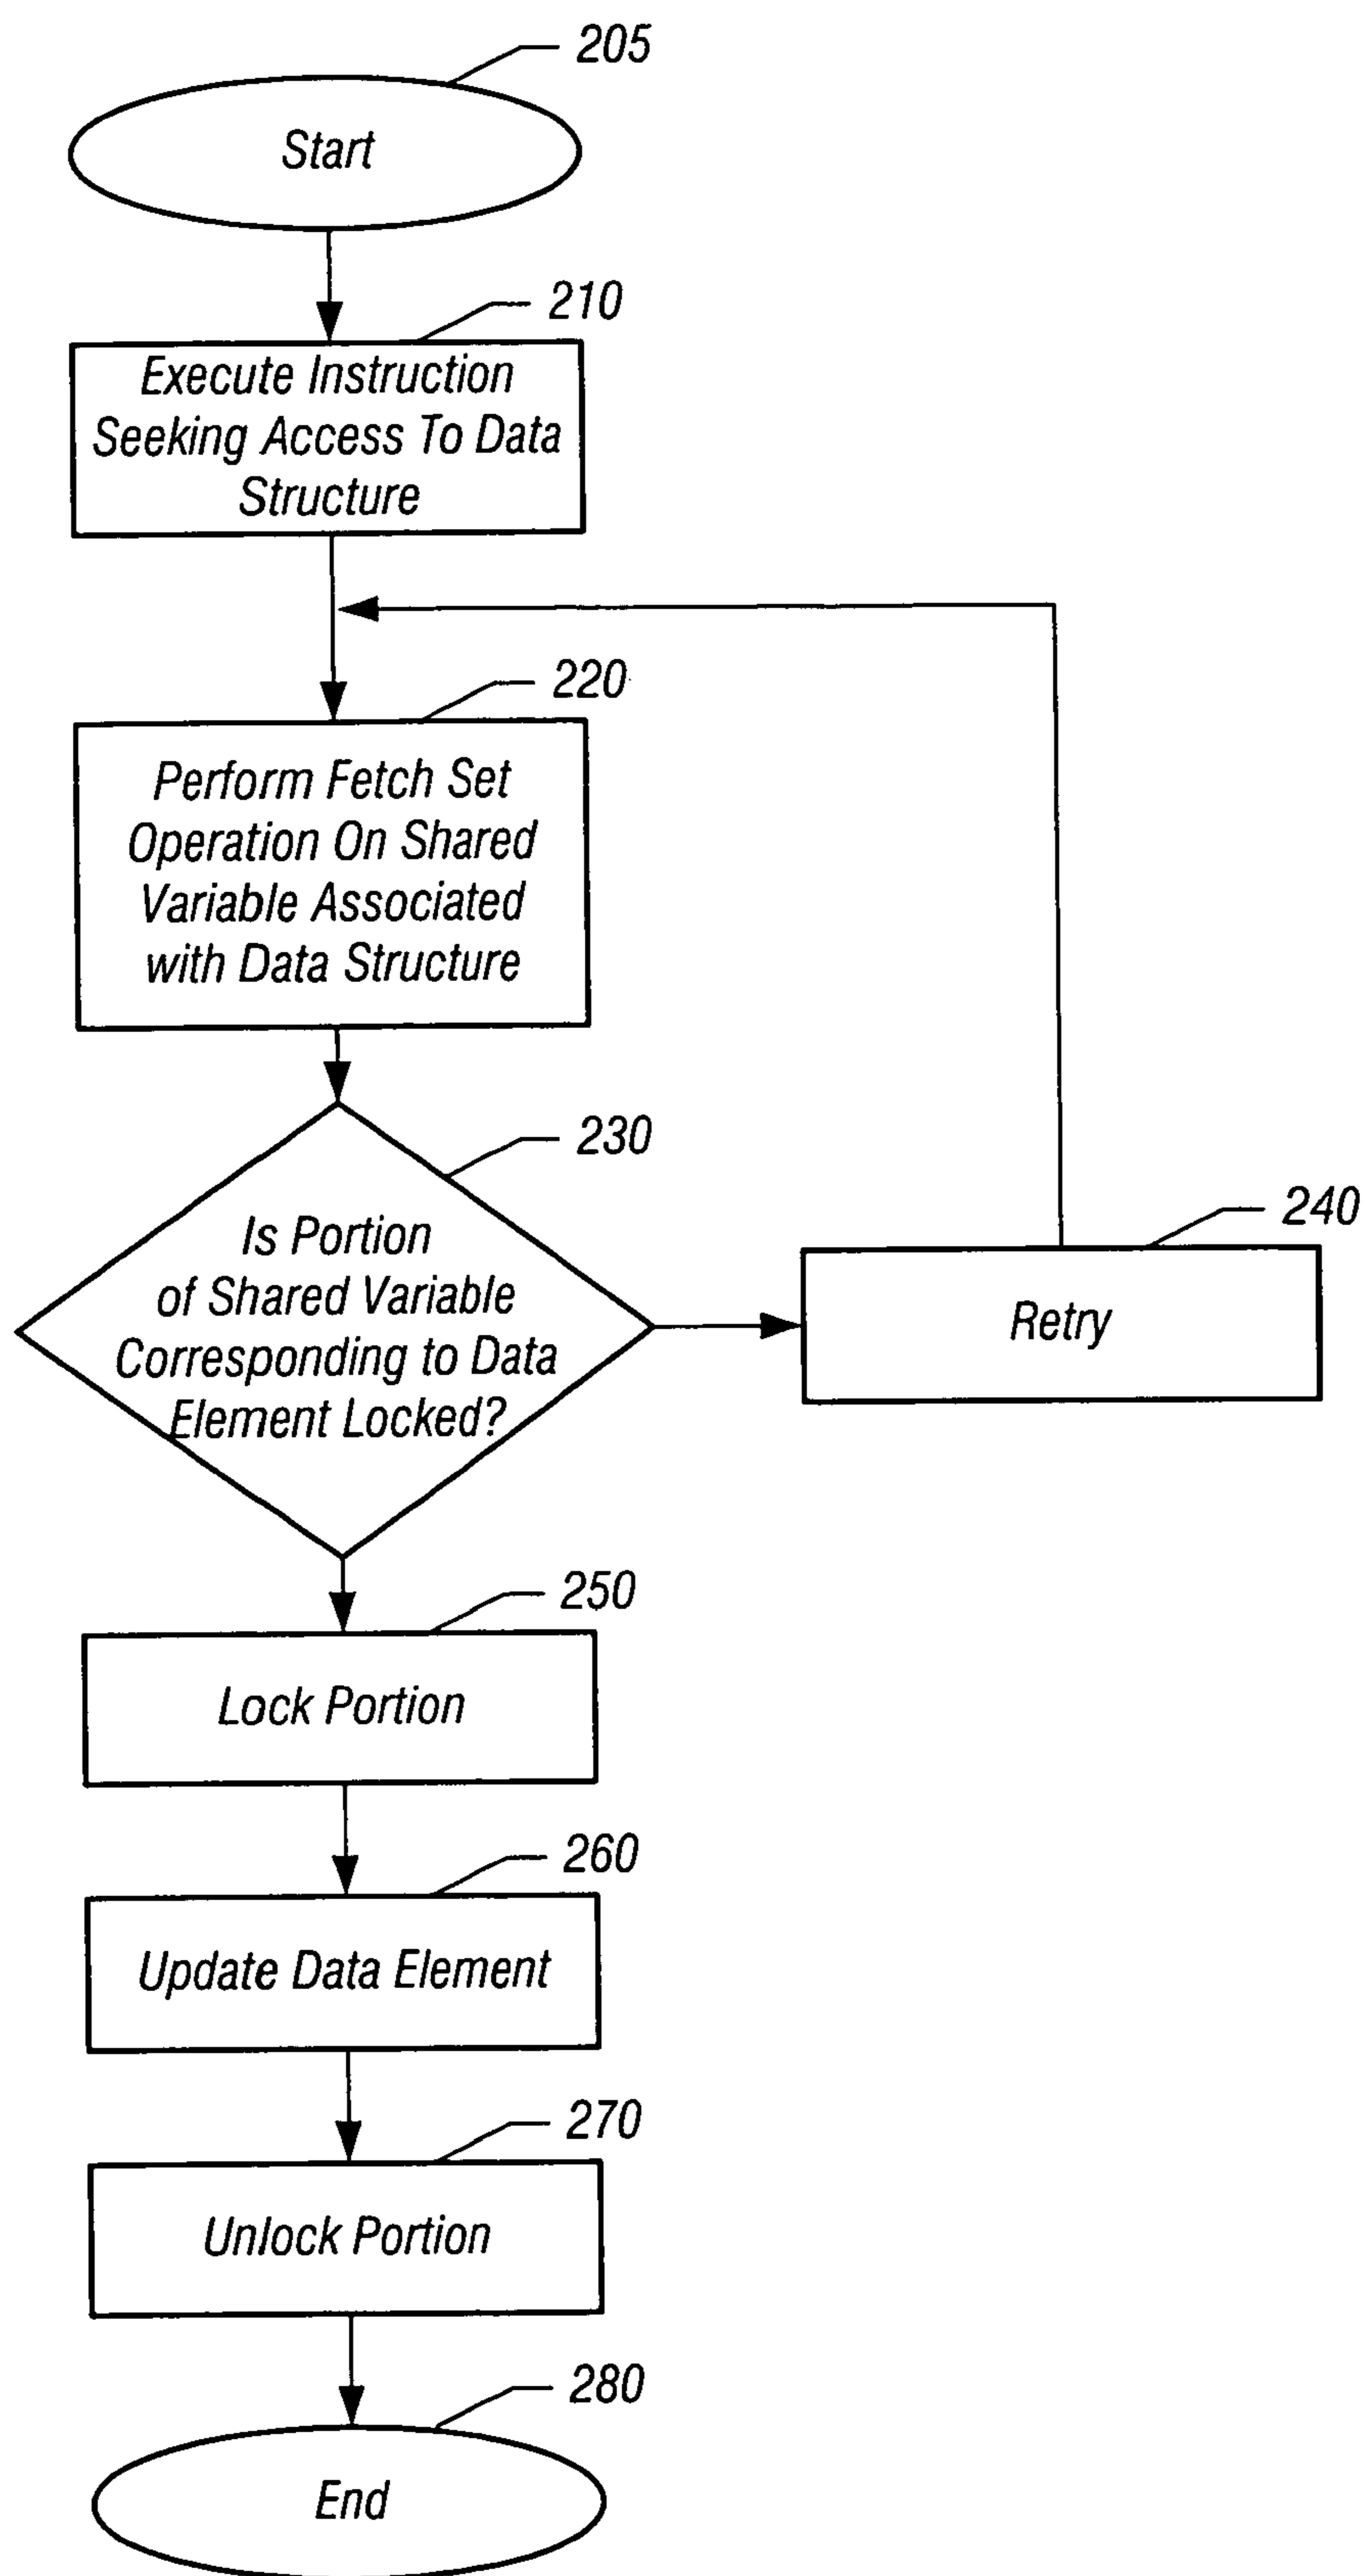 205
Start
210
Execute Instruction
Seeking Access To Data
Structure
220
Perform Fetch Set
Operation On Shared
Variable Associated
with Data Structure
230
Is Portion
of Shared Variable
Corresponding to Data
Element Locked?
240
Retry
250
Lock Portion
260
Update Data Element
270
Unlock Portion
280
End